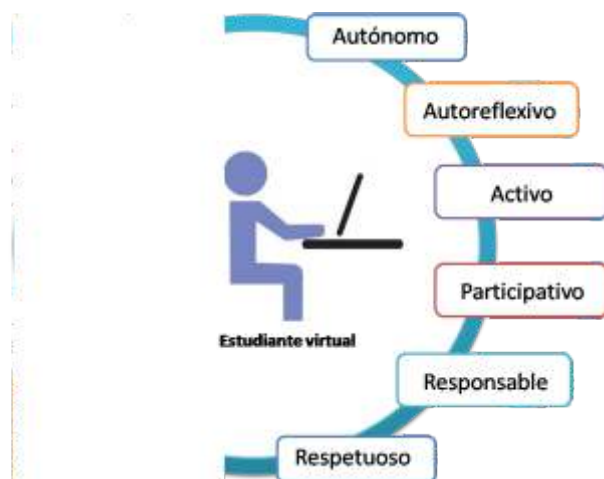 Autónomo
Autoreflexivo
Activo
Participativo
Estudiante virtual
Responsable
Respetuoso